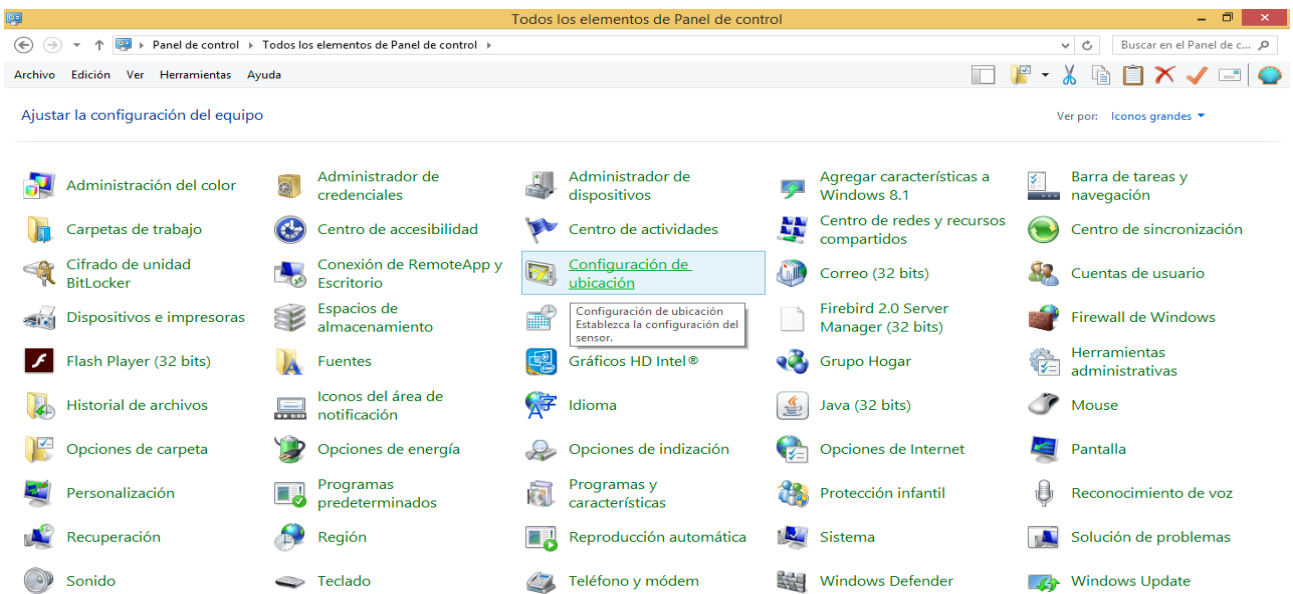 Todos los elementos de Panel de control
Panel de control
Todos los elementos de Panel de control
Buscar en el Panel de c...
Archivo Edición Ver Herramientas Ayuda
Ajustar la configuración del equipo
Ver por: Iconos grandes
Administración del color
Administrador de
credenciales
Administrador de
dispositivos
Agregar características a
Windows 8.1
Barra de tareas y
navegación
Carpetas de trabajo
Centro de accesibilidad
Centro de actividades
Centro de redes y recursos
compartidos
Centro de sincronización
Cifrado de unidad
BitLocker
Conexión de RemoteApp y
Escritorio
Configuración de
ubicación
Correo (32 bits)
Cuentas de usuario
Dispositivos e impresoras
Espacios de
almacenamiento
Configuración de ubicación
Establezca la configuración del
sensor.
Firebird 2.0 Server
Manager (32 bits)
Firewall de Windows
Flash Player (32 bits)
Fuentes
Gráficos HD Intel®
Grupo Hogar
Herramientas
administrativas
Historial de archivos
Iconos del área de
notificación
Idioma
Java (32 bits)
Mouse
Opciones de carpeta
Opciones de energía
Opciones de indización
Opciones de Internet
Pantalla
Personalización
Programas
predeterminados
Programas y
características
Protección infantil
Reconocimiento de voz
Recuperación
Región
Reproducción automática
Sistema
Solución de problemas
Sonido
Teclado
Teléfono y módem
Windows Defender
Windows Update